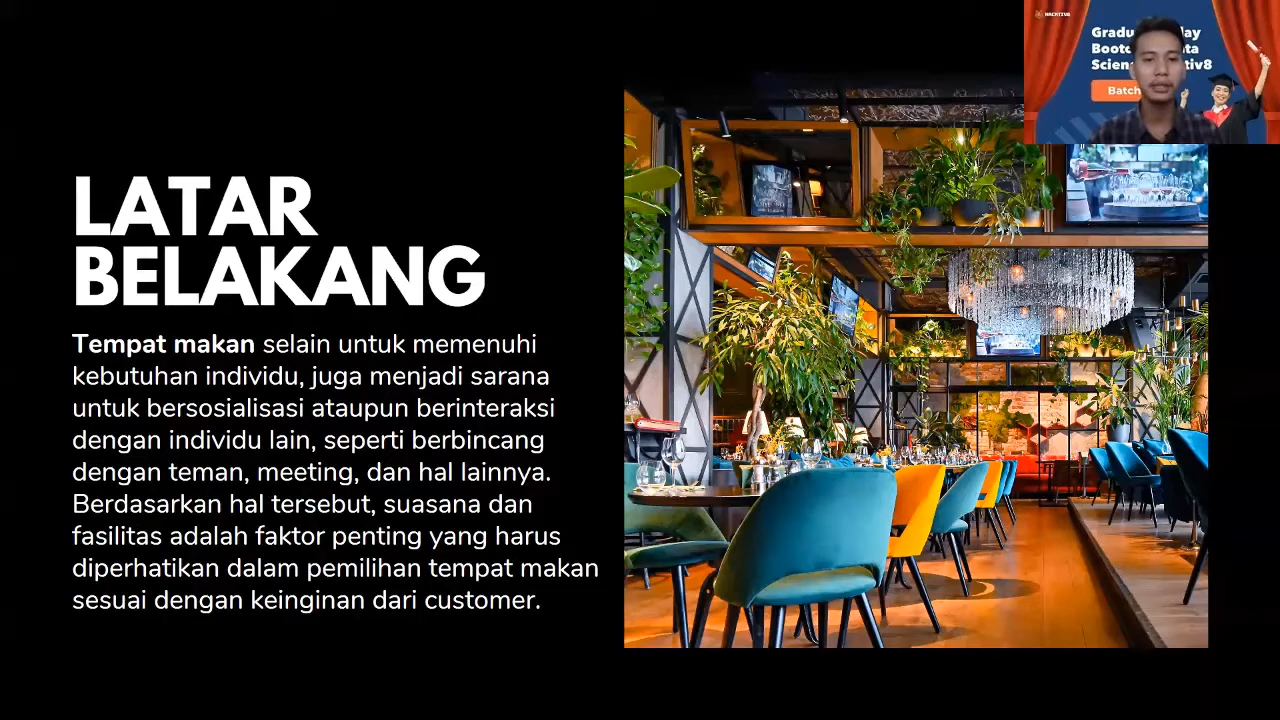 LATAR
BELAKANG
Tempat makan selain untuk memenuhi
kebutuhan individu, juga menjadi sarana
untuk bersosialisasi ataupun berinteraksi
dengan individu lain, seperti berbincang
dengan teman, meeting, dan hal lainnya.
Berdasarkan hal tersebut, suasana dan
fasilitas adalah faktor penting yang harus
diperhatikan dalam pemilihan tempat makan
sesuai dengan keinginan dari customer.
HACKTIV8